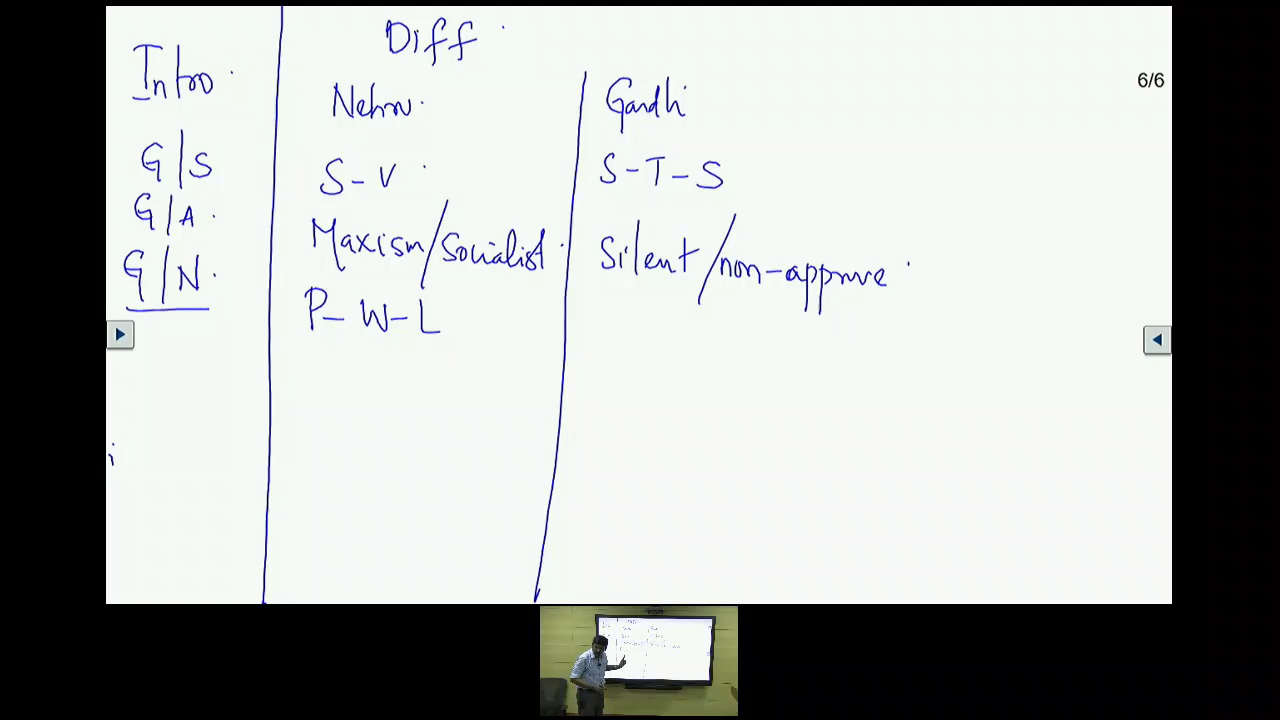 Intro.
G/S
G/A.
G/N.
i
Diff
Nehru.
S-V
Maxism/Socialist.
P-W-L
Gandhi
S-T-S
Silent/non-approve.
6/6